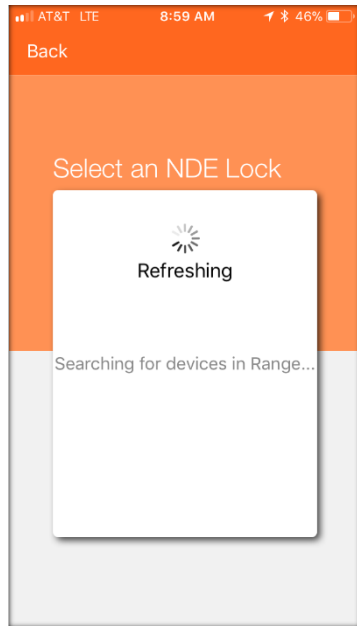 AT&T LTE 8:59 AM 46%
Back
Select an NDE Lock
Refreshing
Searching for devices in Range...